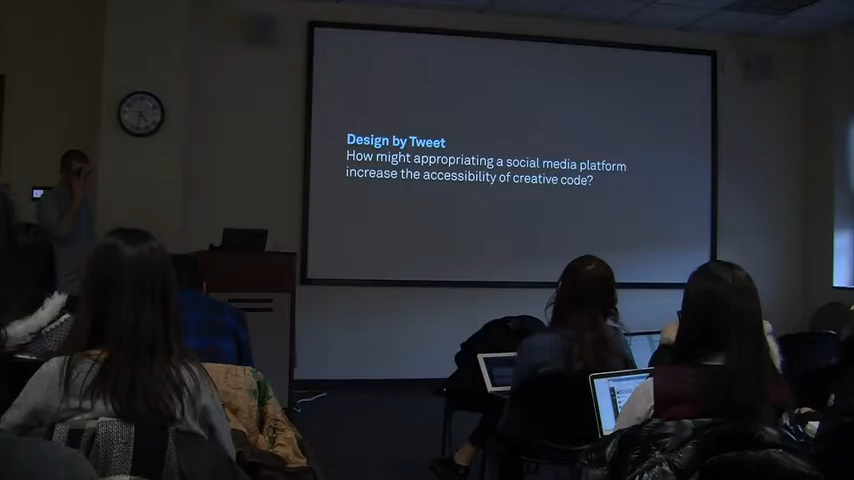 Design by Tweet
How might appropriating a social media platform
increase the accessibility of creative code?